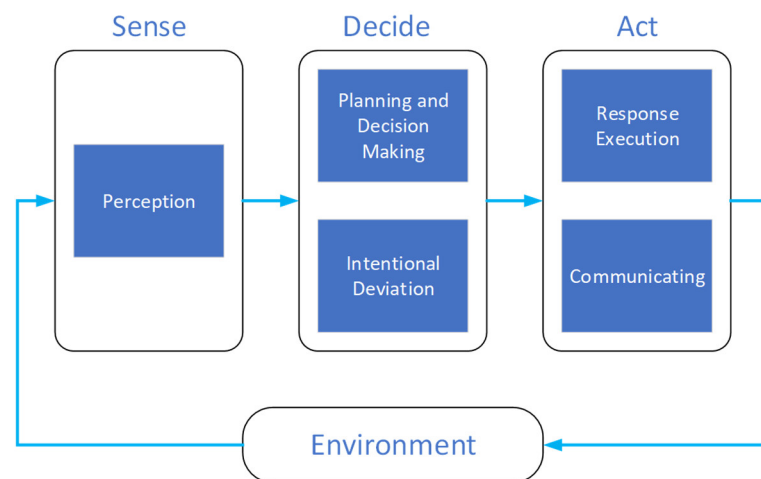 Sense
Decide
Act
Perception
Planning and
Decision
Making
Intentional
Deviation
Response
Execution
Communicating
Environment